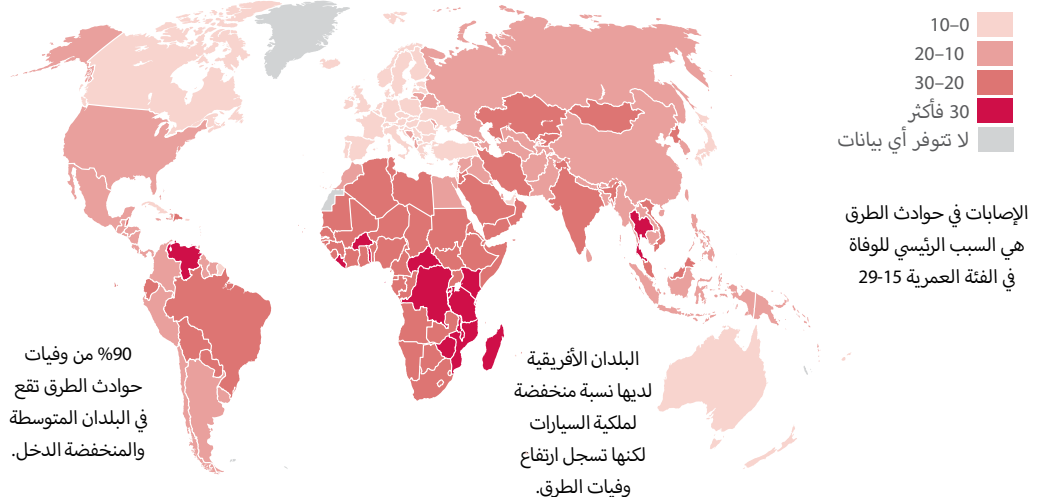 10–0
20–10
30–20
30 فأكثر
لا تتوفر أي بيانات
الإصابات في حوادث الطرق
هي السبب الرئيسي للوفاة
في الفئة العمرية 15-29
البلدان الأفريقية
لديها نسبة منخفضة
لملكية السيارات
لكنها تسجل ارتفاع
وفيات الطرق.
90% من وفيات
حوادث الطرق تقع
في البلدان المتوسطة
والمنخفضة الدخل.